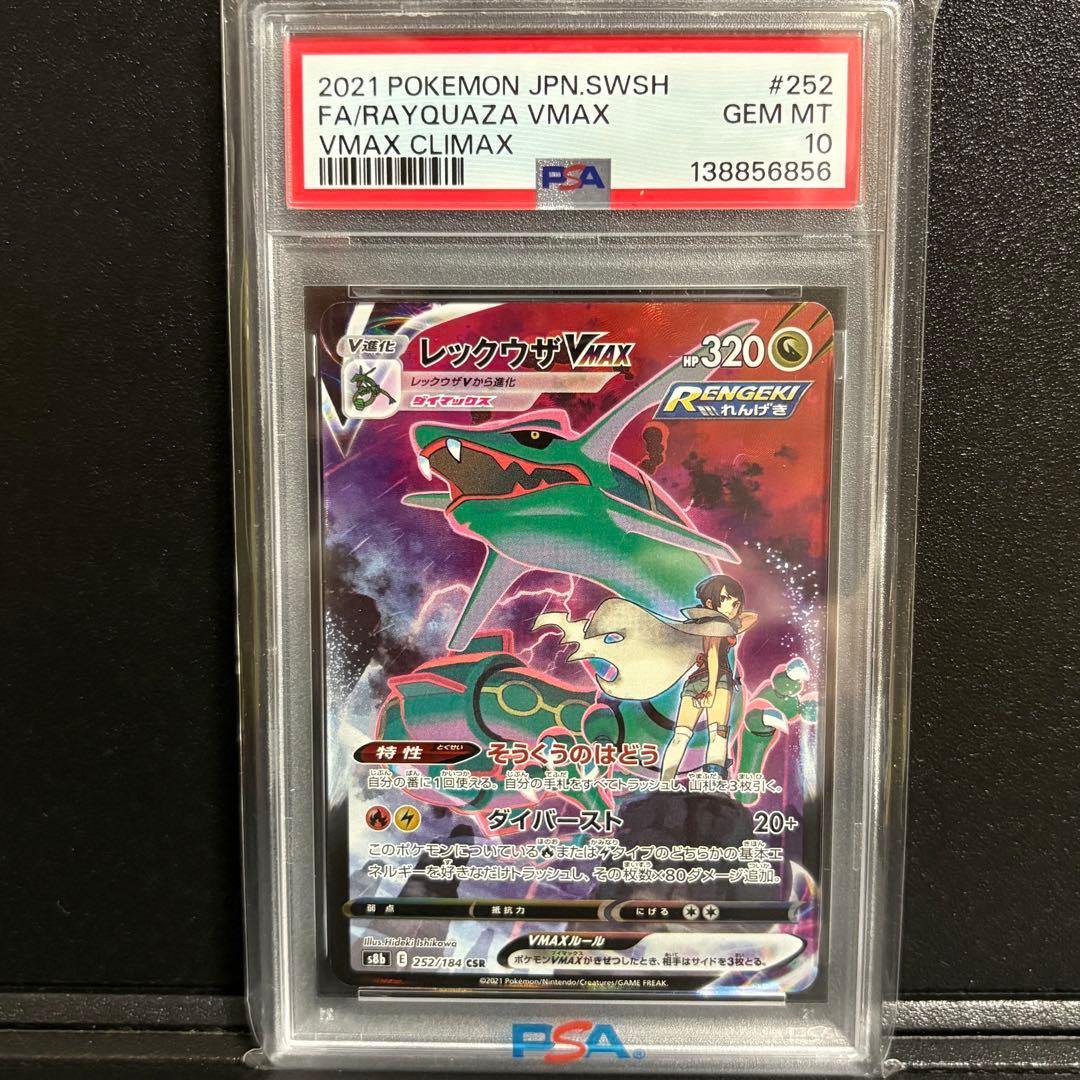 2021 POKEMON JPN.SWSH #252
FA/RAYQUAZA VMAX GEM MT
VMAX CLIMAX 10
138856856
PSA
V進化 レックウザVMAX HP320
レックウザVから進化
ダイマックス
RENGEKI
れんげき
特性 とくせい そうくうのはどう
自分の番に1回使える。自分の手札をすべてトラッシュし、山札を3枚引く。
ダイバースト 20+
このポケモンについている またはタイプのどちらかの基本エ
ネルギーを好きなだけトラッシュし、その枚数×80ダメージ追加。
弱点 抵抗力 にげる
Illus.Hideki Ishikawa
VMAXルール
s8b E 252/184 CSR
ポケモンVMAXがきぜつしたとき、相手はサイドを3枚とる。
©2021 Pokémon/Nintendo/Creatures/GAME FREAK.
PSA®